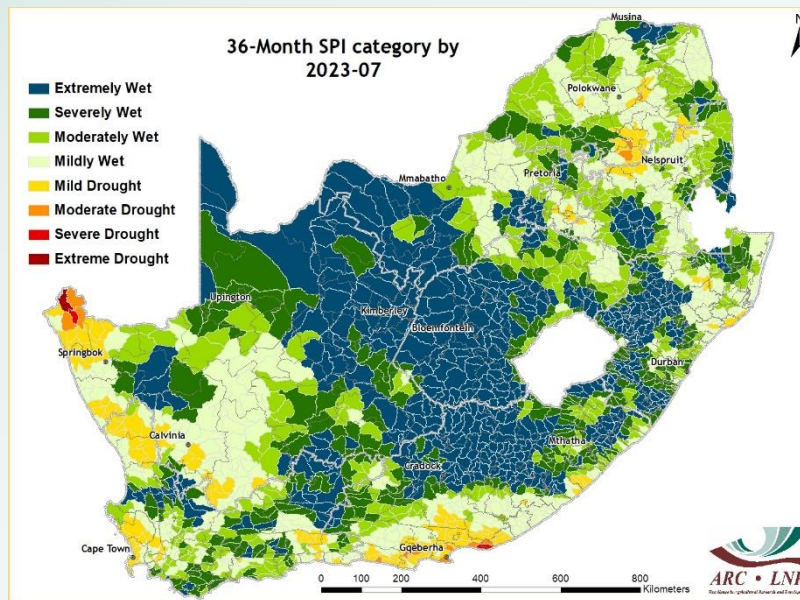 36-Month SPI category by
2023-07
Extremely Wet
Severely Wet
Moderately Wet
Mildly Wet
Mild Drought
Moderate Drought
Severe Drought
Extreme Drought
N
Musina
Polokwane
Nelspruit
Pretoria
Mmabatho
Upington
Kimberley
Bloemfontein
Springbok
Durban
Calvinia
Mthatha
Cradock
Cape Town
Gqeberha
0 100 200 400 600 800
Kilometers
ARC • LNR